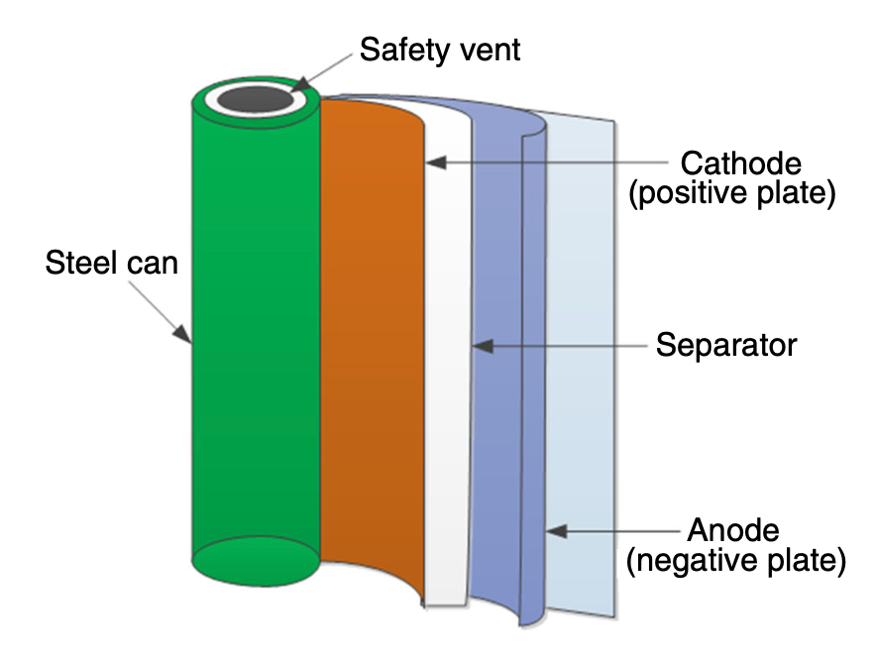 Safety vent
Cathode
(positive plate)
Steel can
Separator
Anode
(negative plate)